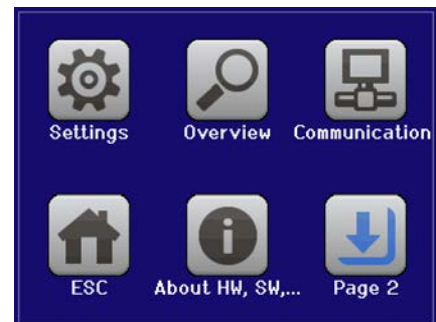 Settings
Overview
Communication
ESC
About HW, SW,...
Page 2